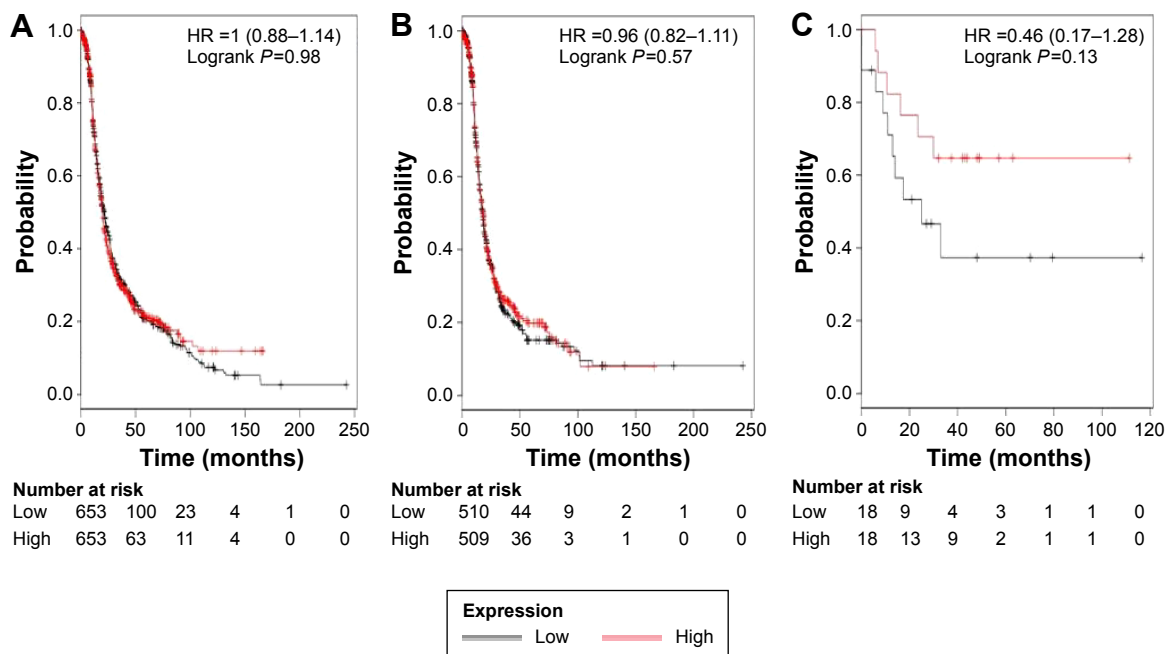 A
HR =1 (0.88–1.14)
Logrank P=0.98
1.0
0.8
0.6
0.4
0.2
0.0
Probability
0 50 100 150 200 250
Time (months)
Number at risk
Low 653 100 23 4 1 0
High 653 63 11 4 0 0
B
HR =0.96 (0.82–1.11)
Logrank P=0.57
1.0
0.8
0.6
0.4
0.2
0.0
Probability
0 50 100 150 200 250
Time (months)
Number at risk
Low 510 44 9 2 1 0
High 509 36 3 1 0 0
C
HR =0.46 (0.17–1.28)
Logrank P=0.13
1.0
0.8
0.6
0.4
0.2
0.0
Probability
0 20 40 60 80 100 120
Time (months)
Number at risk
Low 18 9 4 3 1 1 0
High 18 13 9 2 1 1 0
Expression
Low High